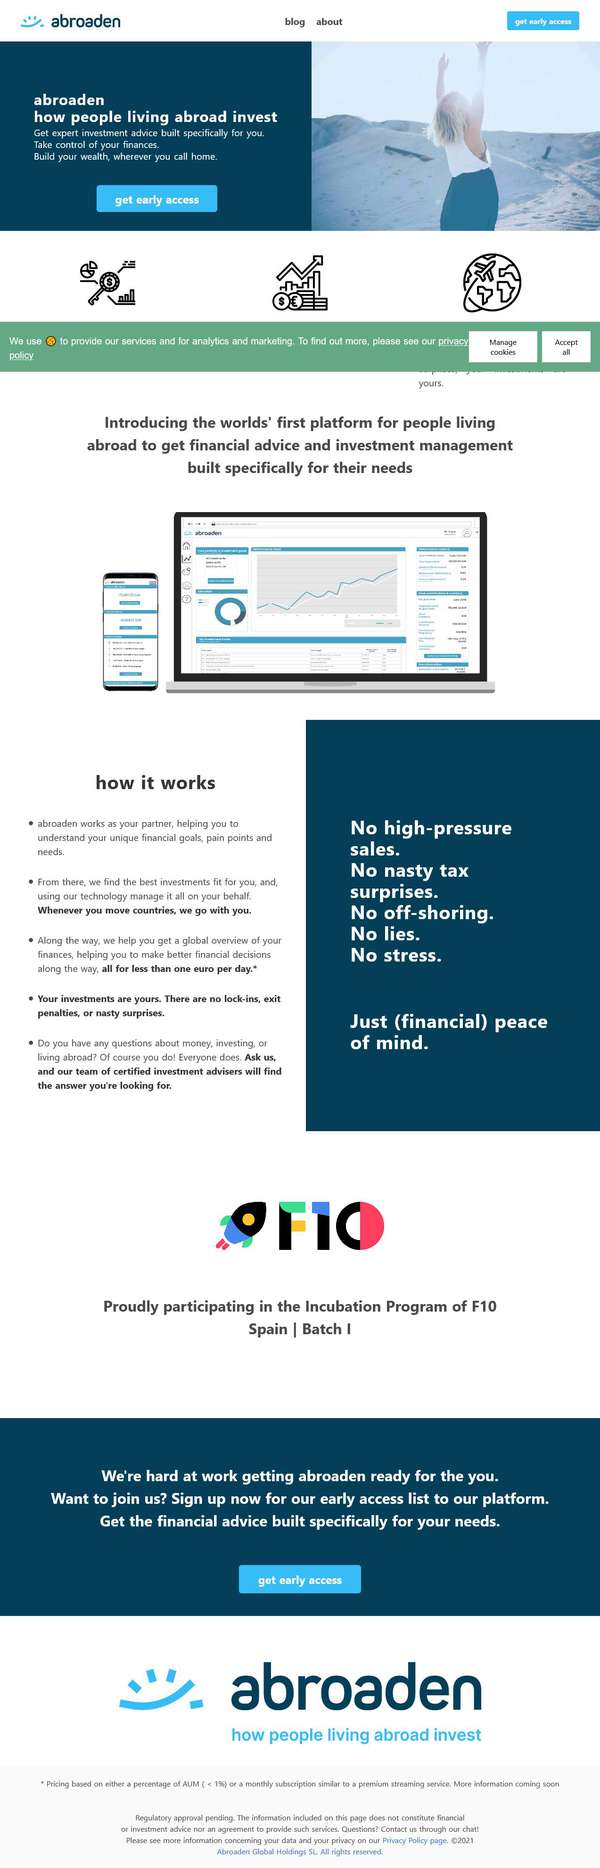 abroaden
blog about
get early access
abroaden
how people living abroad invest
Get expert investment advice built specifically for you.
Take control of your finances.
Build your wealth, wherever you call home.
get early access
We use to provide our services and for analytics and marketing. To find out more, please see our privacy
policy
Manage
cookies
Accept
all
yours.
Introducing the worlds' first platform for people living
abroad to get financial advice and investment management
built specifically for their needs
abroaden
how it works
• abroaden works as your partner, helping you to
understand your unique financial goals, pain points and
needs.
• From there, we find the best investments fit for you, and,
using our technology manage it all on your behalf.
Whenever you move countries, we go with you.
• Along the way, we help you get a global overview of your
finances, helping you to make better financial decisions
along the way, all for less than one euro per day.*
• Your investments are yours. There are no lock-ins, exit
penalties, or nasty surprises.
• Do you have any questions about money, investing, or
living abroad? Of course you do! Everyone does. Ask us,
and our team of certified investment advisers will find
the answer you're looking for.
No high-pressure
sales.
No nasty tax
surprises.
No off-shoring.
No lies.
No stress.
Just (financial) peace
of mind.
F10
Proudly participating in the Incubation Program of F10
Spain | Batch I
We're hard at work getting abroaden ready for the you.
Want to join us? Sign up now for our early access list to our platform.
Get the financial advice built specifically for your needs.
get early access
abroaden
how people living abroad invest
* Pricing based on either a percentage of AUM ( < 1%) or a monthly subscription similar to a premium streaming service. More information coming soon
Regulatory approval pending. The information included on this page does not constitute financial
or investment advice nor an agreement to provide such services. Questions? Contact us through our chat!
Please see more information concerning your data and your privacy on our Privacy Policy page. ©2021
Abroaden Global Holdings SL. All rights reserved.